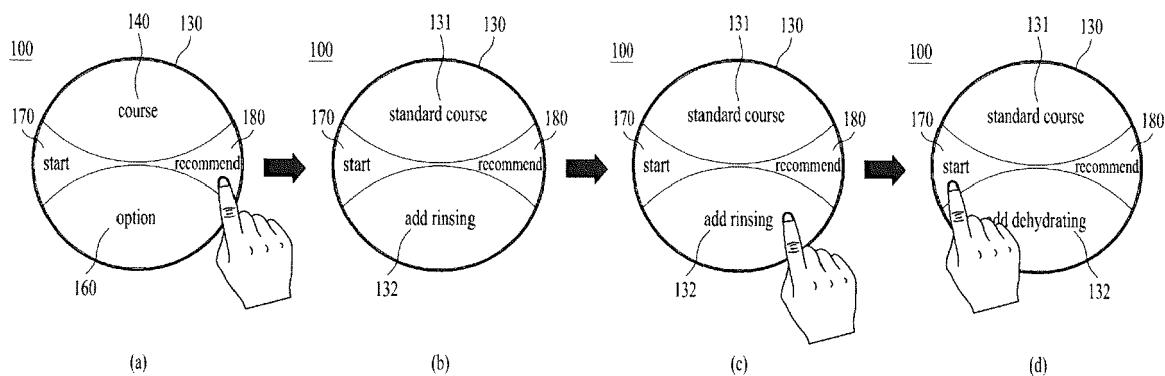 140
130
100
course
170
180
start
recommend
option
160
(a)
131
130
100
standard course
170
180
start
recommend
add rinsing
132
(b)
131
130
100
standard course
170
180
start
recommend
add rinsing
132
(c)
131
130
100
standard course
170
180
start
recommend
add dehydrating
132
(d)